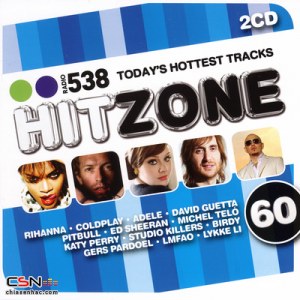 2CD
RADIO 538 TODAY'S HOTTEST TRACKS
HITZONE
60
RIHANNA • COLDPLAY • ADELE • DAVID GUETTA
PITBULL • ED SHEERAN • MICHEL TELÒ
KATY PERRY • STUDIO KILLERS • BIRDY
GERS PARDOEL • LMFAO • LYKKE LI
CSN
chiasenhac.com